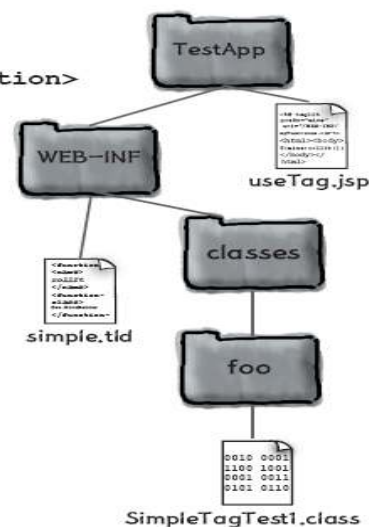 TestApp
tion>
WEB-INF
useTag.jsp
classes
simple.tld
foo
0010 0001
1100 1001
0001 0011
0101 0110
SimpleTagTest1.class